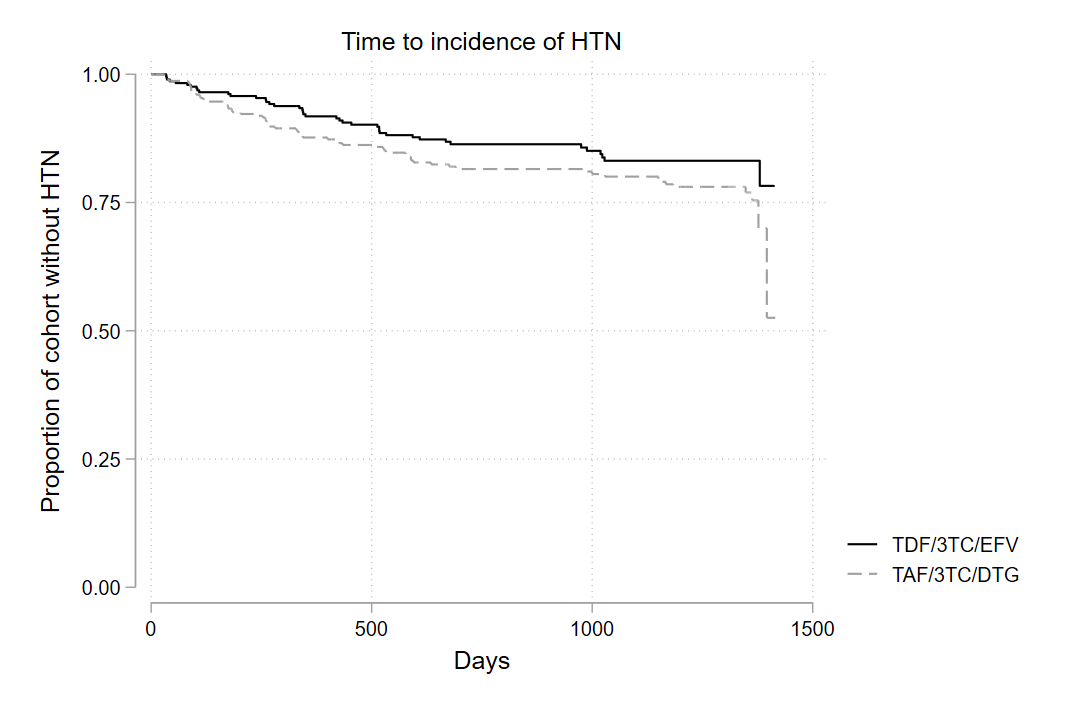 Time to incidence of HTN
Proportion of cohort without HTN
1.00
0.75
0.50
0.25
0.00
0
500
1000
1500
Days
TDF/3TC/EFV
TAF/3TC/DTG